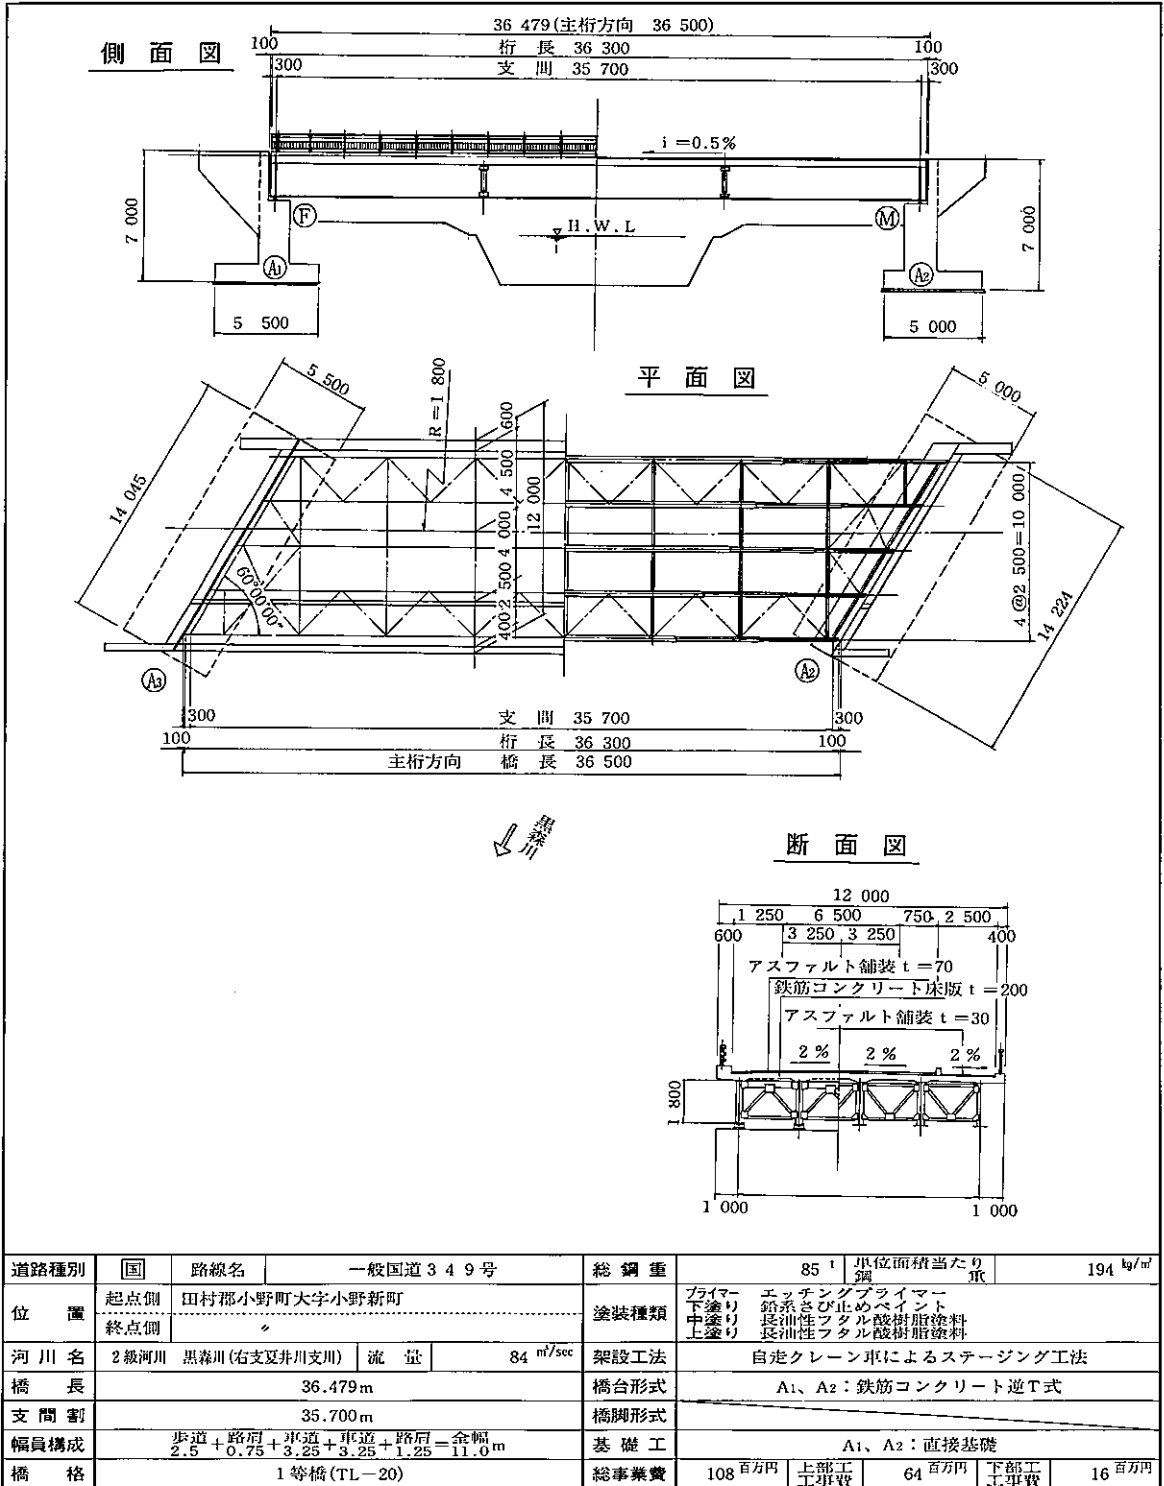 側面図
36 479(主桁方向 36 500)
100 桁長 36 300 100
300 支間 35 700 300
i=0.5%
7 000
F
H.W.L
M
7 000
A1
A2
5 500
5 000
平面図
5 500
R=1 800
600
5 000
14 045
4 500
12 000
4 000
2 500
400
60°00′00″
4@2 500=10 000
14 224
A3
A2
300 支間 35 700 300
100 桁長 36 300 100
主桁方向 橋長 36 500
黒森川
断面図
12 000
1 250 6 500 750 2 500
600 3 250 3 250 400
アスファルト舗装 t=70
鉄筋コンクリート床版 t=200
アスファルト舗装 t=30
2% 2% 2%
1 800
1 000 1 000
道路種別 国 路線名 一般国道349号 総鋼重 85 t 単位面積当たり鋼重 194 kg/m²
位置 起点側 田村郡小野町大字小野新町
終点側 〃
塗装種類 プライマー エッチングプライマー
下塗り 鉛系さび止めペイント
中塗り 長油性フタル酸樹脂塗料
上塗り 長油性フタル酸樹脂塗料
河川名 2級河川 黒森川(右支夏井川支川) 流量 84 m³/sec 架設工法 自走クレーン車によるステージング工法
橋長 36.479m 橋台形式 A1、A2：鉄筋コンクリート逆T式
支間割 35.700m 橋脚形式
幅員構成 歩道2.5+路肩0.75+車道3.25+車道3.25+路肩1.25=全幅11.0m 基礎工 A1、A2：直接基礎
橋格 1等橋(TL-20) 総事業費 108百万円 上部工工事費 64百万円 下部工工事費 16百万円